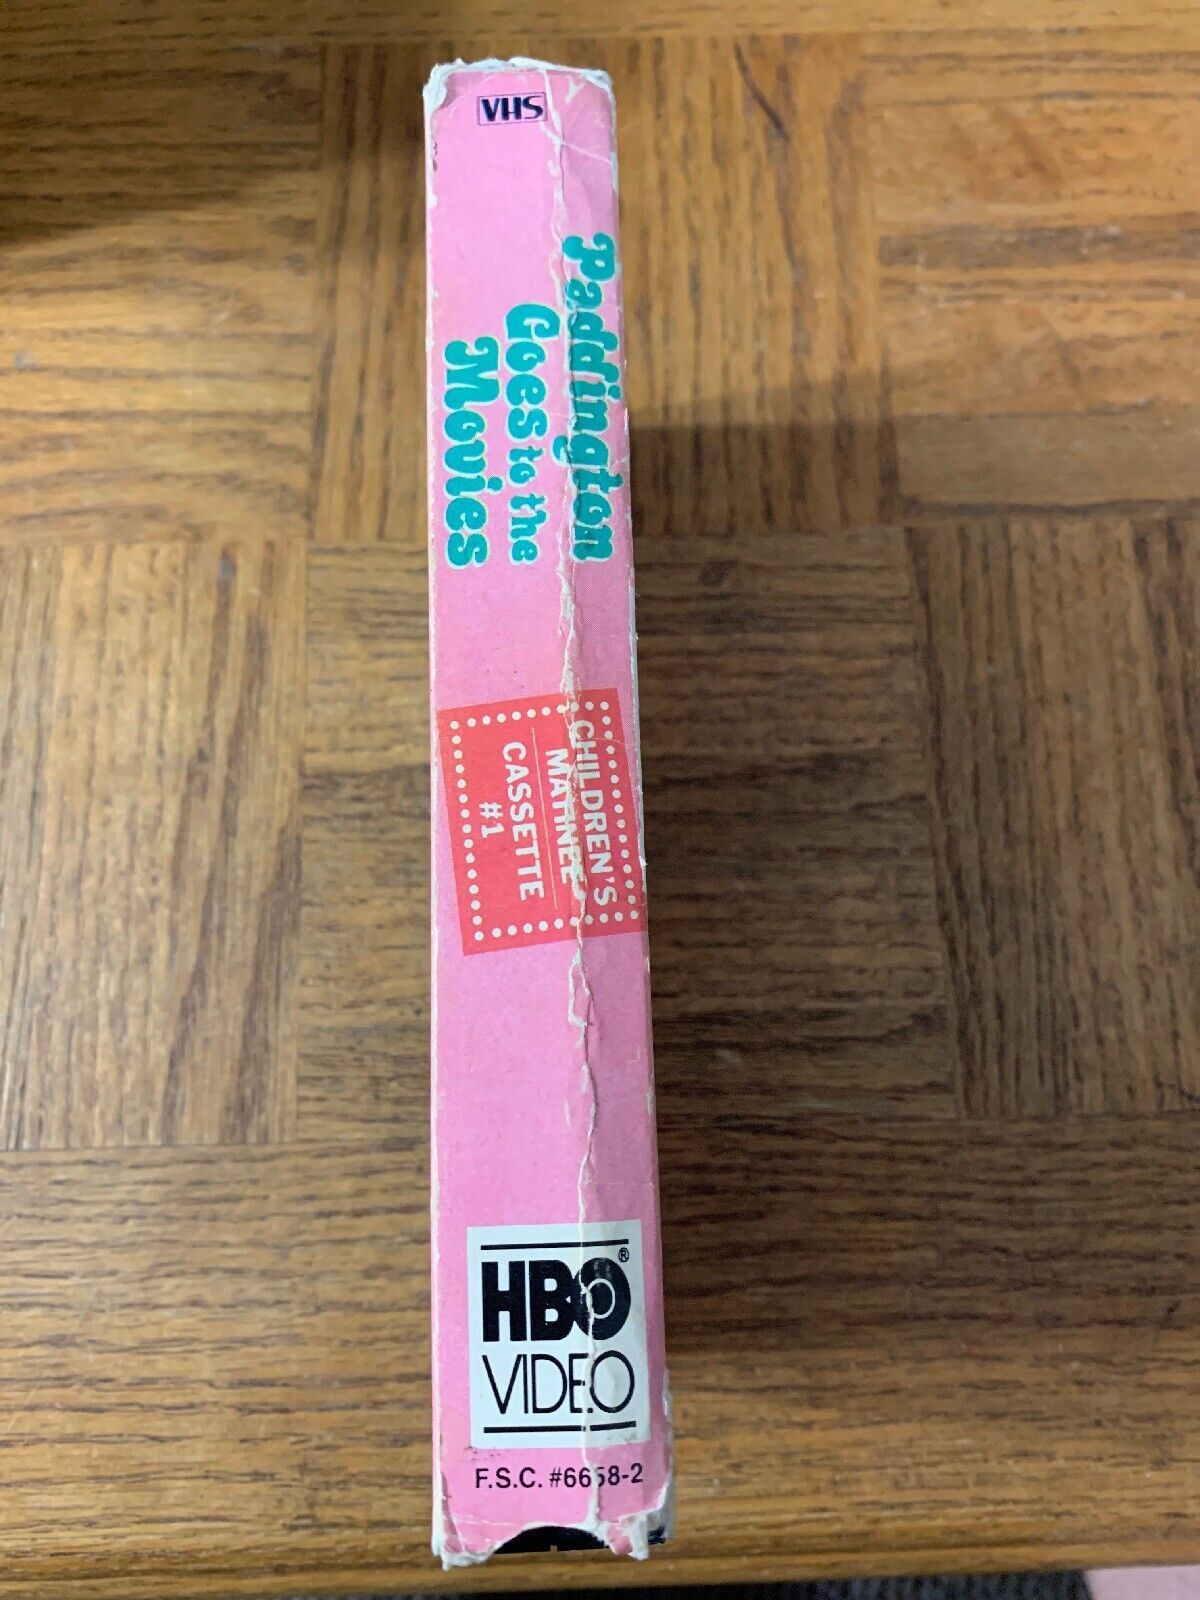 VHS
Paddington
Goes to the
Movies
CHILDREN'S
MATINEE
CASSETTE
#1
HBO®
VIDEO
F.S.C. #6658-2